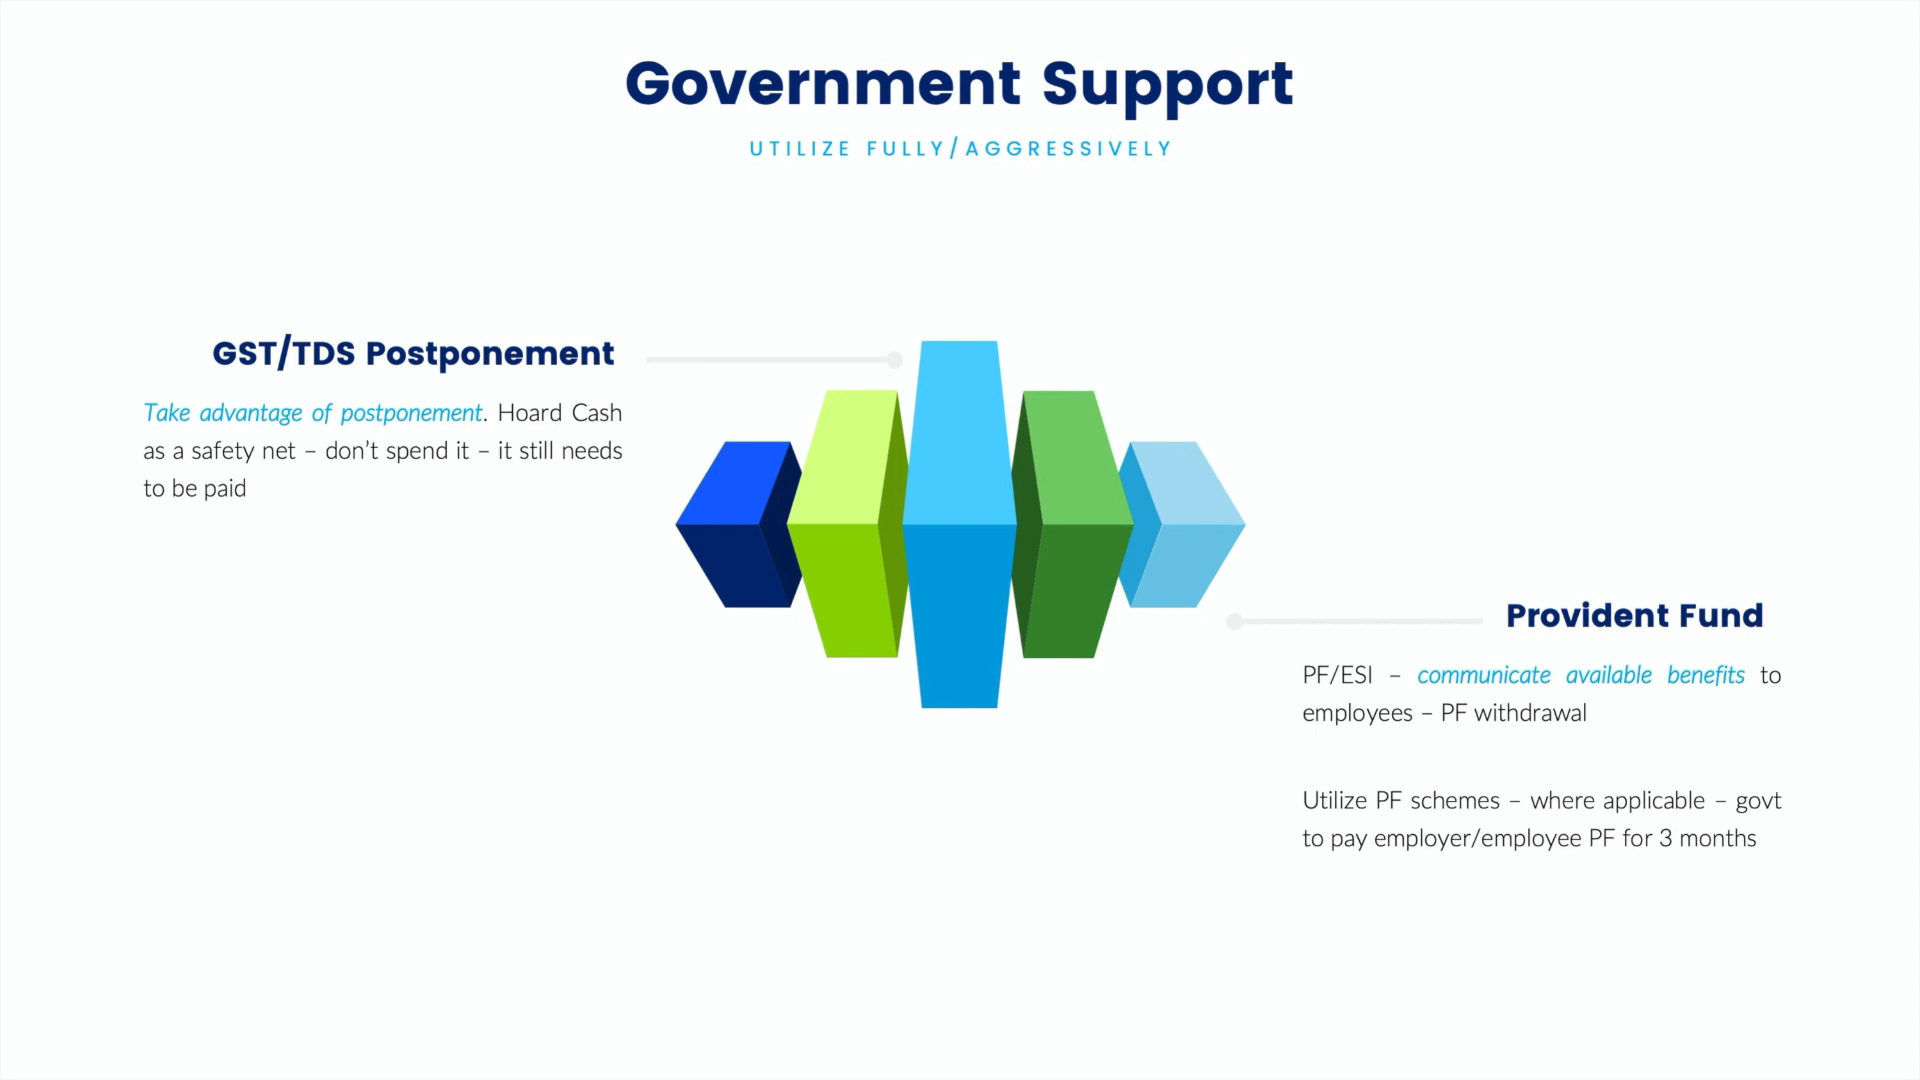 Government Support
UTILIZE FULLY/AGGRESSIVELY
GST/TDS Postponement
Take advantage of postponement. Hoard Cash
as a safety net – don’t spend it – it still needs
to be paid
Provident Fund
PF/ESI – communicate available benefits to
employees – PF withdrawal
Utilize PF schemes – where applicable – govt
to pay employer/employee PF for 3 months